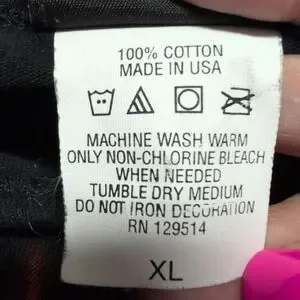 100% COTTON
MADE IN USA
MACHINE WASH WARM
ONLY NON-CHLORINE BLEACH
WHEN NEEDED
TUMBLE DRY MEDIUM
DO NOT IRON DECORATION
RN 129514
XL